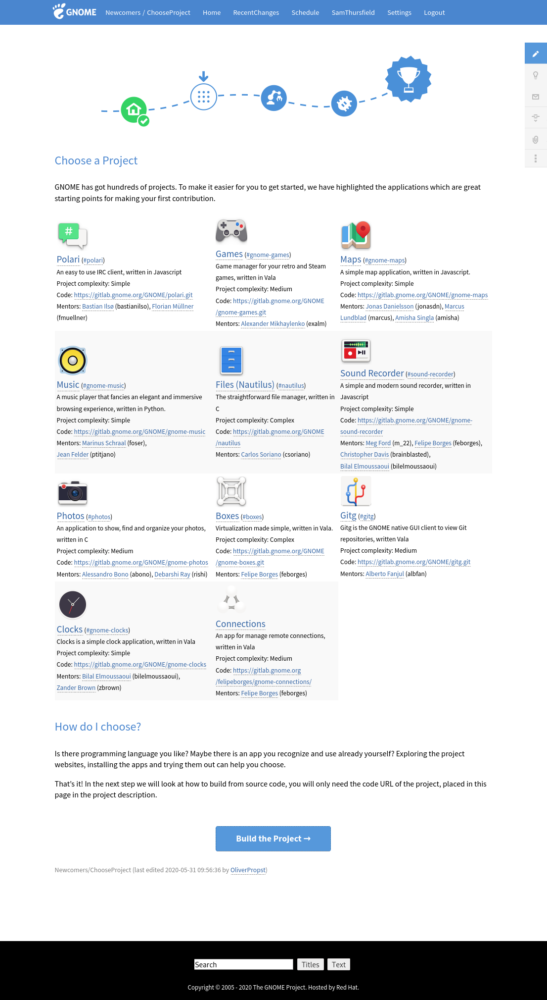 GNOME Newcomers / ChooseProject Home RecentChanges Schedule SamThursfield Settings Logout
Choose a Project
GNOME has got hundreds of projects. To make it easier for you to get started, we have highlighted the applications which are great
starting points for making your first contribution.
#
Polari (#polari)
An easy to use IRC client, written in Javascript
Project complexity: Simple
Code: https://gitlab.gnome.org/GNOME/polari.git
Mentors: Bastian Ilsø (bastianilso), Florian Müllner
(fmuellner)
Games (#gnome-games)
Game manager for your retro and Steam
games, written in Vala
Project complexity: Medium
Code: https://gitlab.gnome.org/GNOME
/gnome-games.git
Mentors: Alexander Mikhaylenko (exalm)
Maps (#gnome-maps)
A simple map application, written in Javascript.
Project complexity: Simple
Code: https://gitlab.gnome.org/GNOME/gnome-maps
Mentors: Jonas Danielsson (jonasdn), Marcus
Lundblad (marcus), Amisha Singla (amisha)
Music (#gnome-music)
A music player that fancies an elegant and immersive
browsing experience, written in Python.
Project complexity: Simple
Code: https://gitlab.gnome.org/GNOME/gnome-music
Mentors: Marinus Schraal (foser),
Jean Felder (ptitjano)
Files (Nautilus) (#nautilus)
The straightforward file manager, written in
C
Project complexity: Complex
Code: https://gitlab.gnome.org/GNOME
/nautilus
Mentors: Carlos Soriano (csoriano)
Sound Recorder (#sound-recorder)
A simple and modern sound recorder, written in
Javascript
Project complexity: Simple
Code: https://gitlab.gnome.org/GNOME/gnome-
sound-recorder
Mentors: Meg Ford (m_22), Felipe Borges (feborges),
Christopher Davis (brainblasted),
Bilal Elmoussaoui (bilelmoussaoui)
Photos (#photos)
An application to show, find and organize your photos,
written in C
Project complexity: Medium
Code: https://gitlab.gnome.org/GNOME/gnome-photos
Mentors: Alessandro Bono (abono), Debarshi Ray (rishi)
Boxes (#boxes)
Virtualization made simple, written in Vala.
Project complexity: Complex
Code: https://gitlab.gnome.org/GNOME
/gnome-boxes.git
Mentors: Felipe Borges (feborges)
Gitg (#gitg)
Gitg is the GNOME native GUI client to view Git
repositories, written Vala
Project complexity: Medium
Code: https://gitlab.gnome.org/GNOME/gitg.git
Mentors: Alberto Fanjul (albfan)
Clocks (#gnome-clocks)
Clocks is a simple clock application, written in Vala
Project complexity: Simple
Code: https://gitlab.gnome.org/GNOME/gnome-clocks
Mentors: Bilal Elmoussaoui (bilelmoussaoui),
Zander Brown (zbrown)
Connections
An app for manage remote connections,
written in Vala
Project complexity: Medium
Code: https://gitlab.gnome.org
/felipeborges/gnome-connections/
Mentors: Felipe Borges (feborges)
How do I choose?
Is there programming language you like? Maybe there is an app you recognize and use already yourself? Exploring the project
websites, installing the apps and trying them out can help you choose.
That’s it! In the next step we will look at how to build from source code, you will only need the code URL of the project, placed in this
page in the project description.
Build the Project →
Newcomers/ChooseProject (last edited 2020-05-31 09:56:36 by OliverPropst)
Search Titles Text
Copyright © 2005 - 2020 The GNOME Project. Hosted by Red Hat.